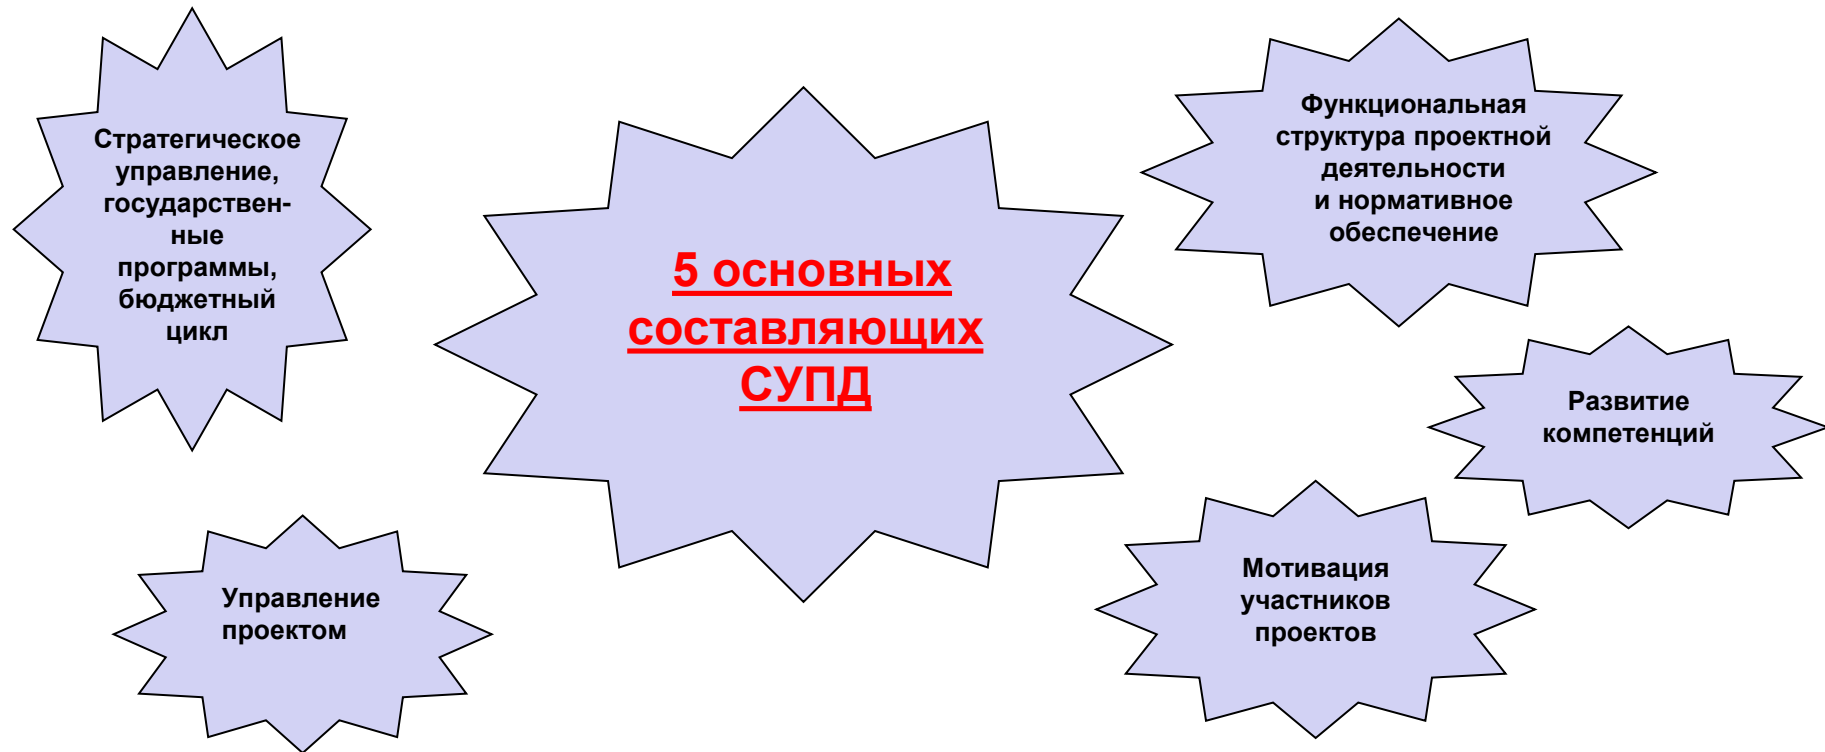 Стратегическое
управление,
государствен-
ные
программы,
бюджетный
цикл
5 основных
составляющих
СУПД
Функциональная
структура проектной
деятельности
и нормативное
обеспечение
Развитие
компетенций
Мотивация
участников
проектов
Управление
проектом